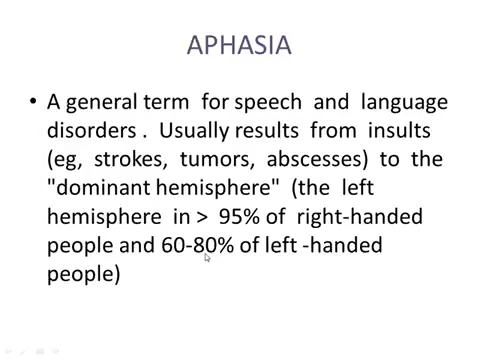 APHASIA
• A general term for speech and language
disorders . Usually results from insults
(eg, strokes, tumors, abscesses) to the
"dominant hemisphere" (the left
hemisphere in > 95% of right-handed
people and 60-80% of left -handed
people)